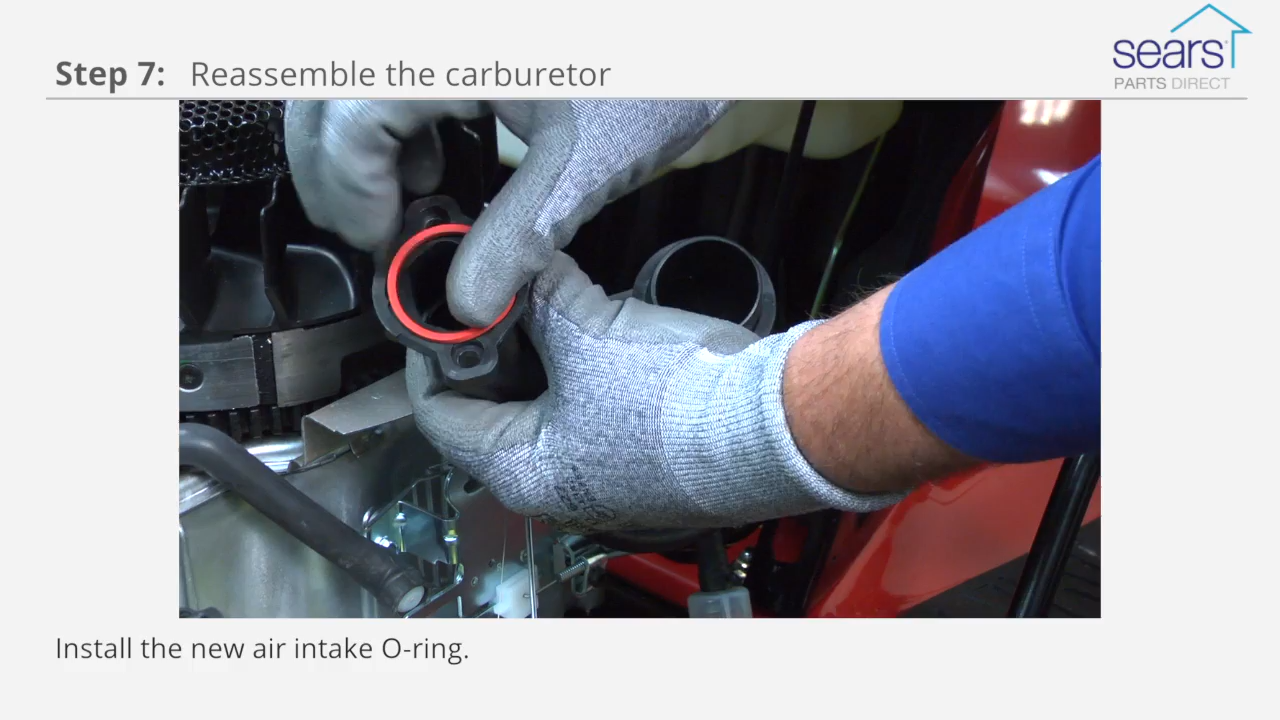 Step 7: Reassemble the carburetor
sears
PARTS DIRECT
Install the new air intake O-ring.